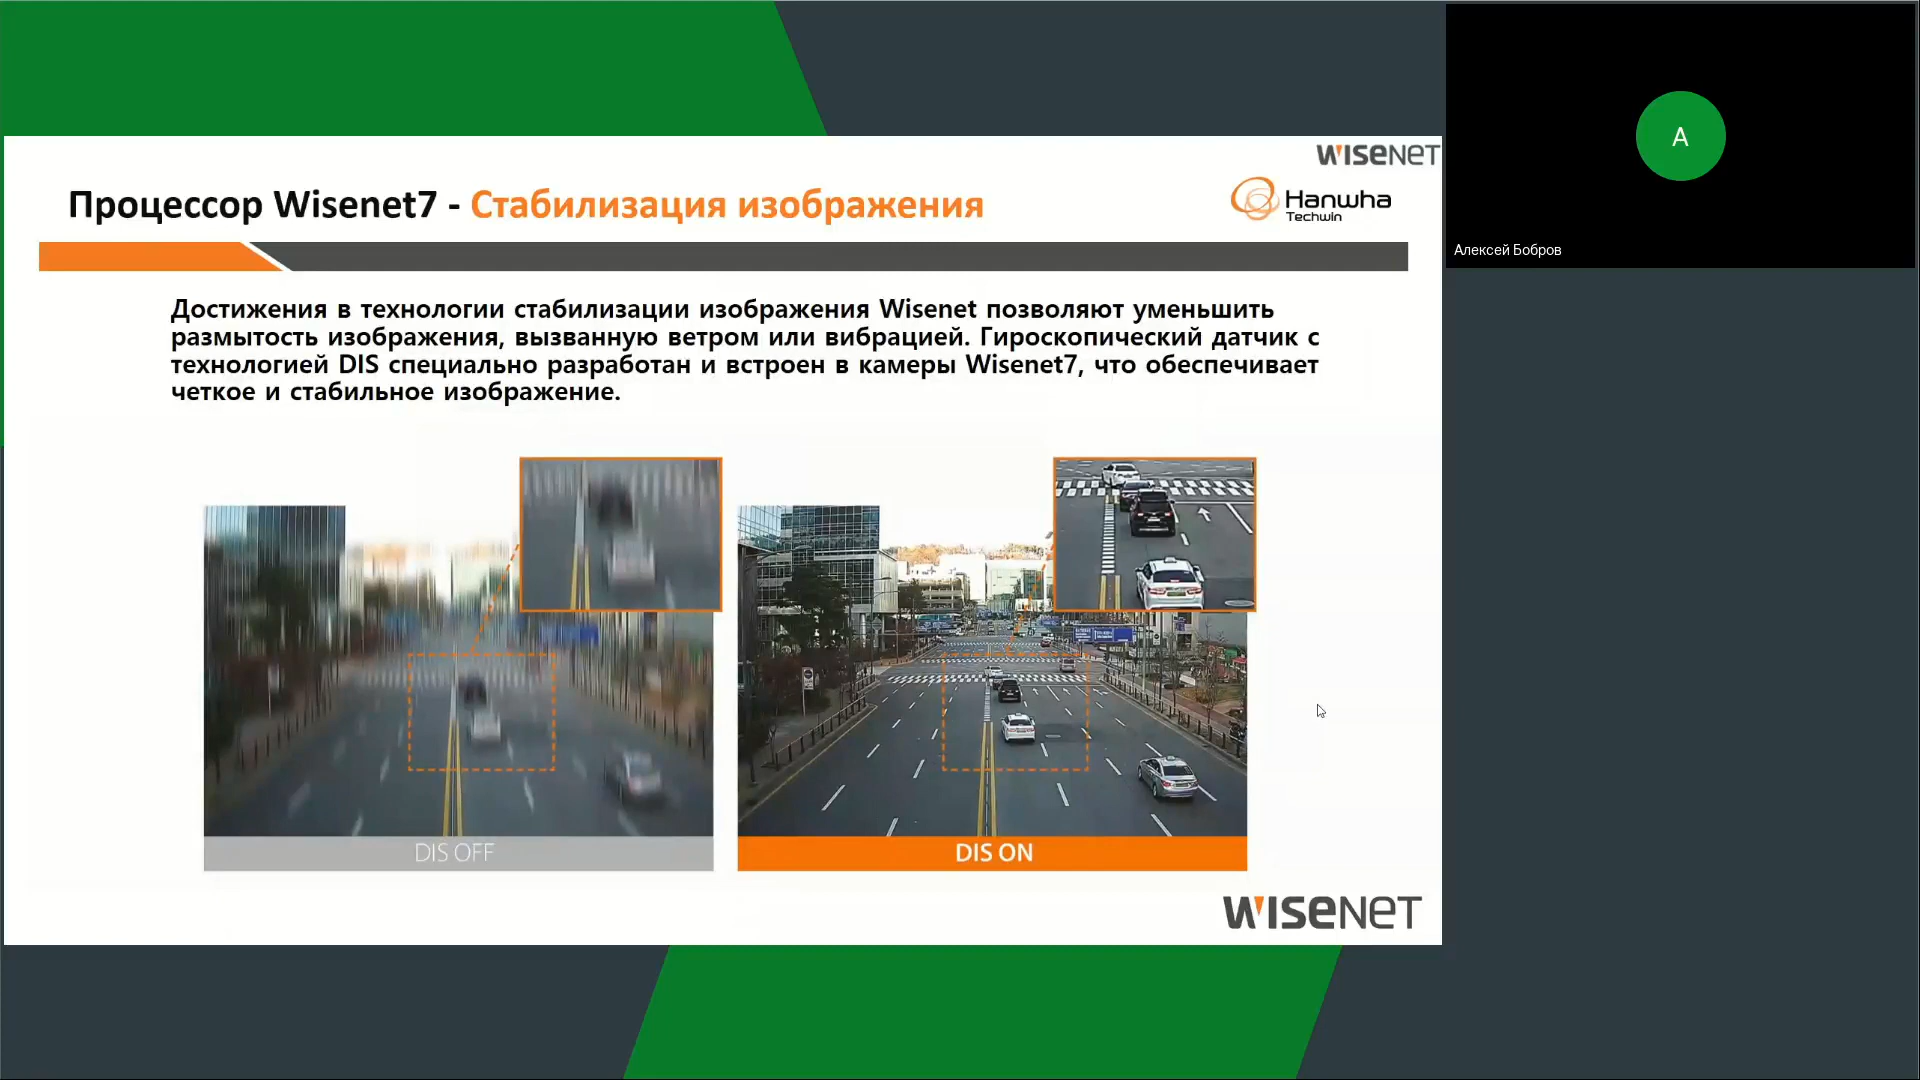 WISENET
Процессор Wisenet7 - Стабилизация изображения
Hanwha
Techwin
Достижения в технологии стабилизации изображения Wisenet позволяют уменьшить
размытость изображения, вызванную ветром или вибрацией. Гироскопический датчик с
технологией DIS специально разработан и встроен в камеры Wisenet7, что обеспечивает
четкое и стабильное изображение.
DIS OFF
DIS ON
WISENET
А
Алексей Бобров